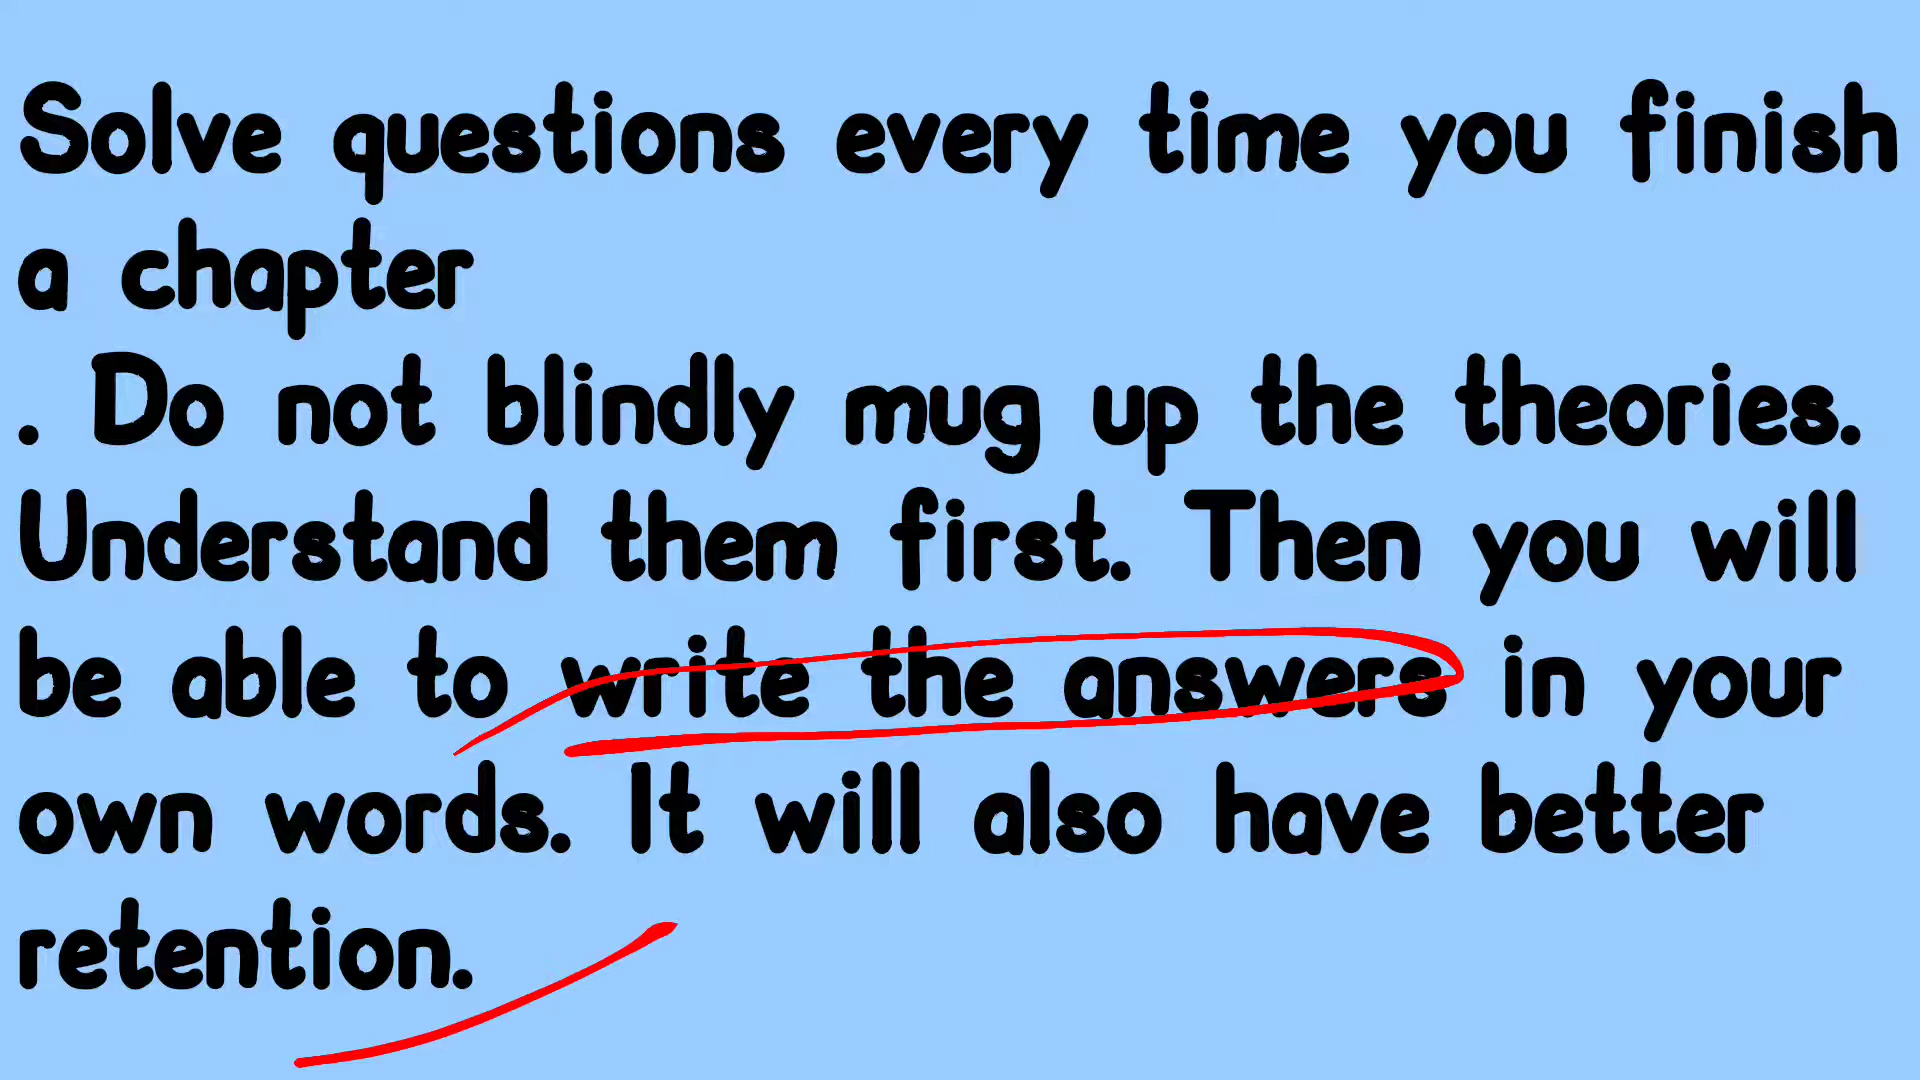 Solve questions every time you finish
a chapter
. Do not blindly mug up the theories.
Understand them first. Then you will
be able to write the answers in your
own words. It will also have better
retention.